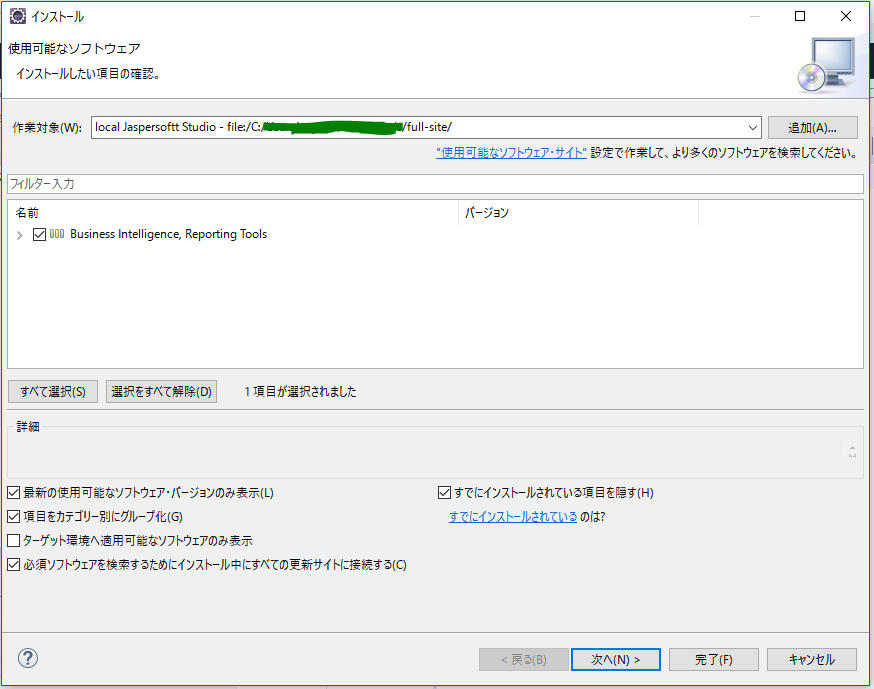 インストール
使用可能なソフトウェア
インストールしたい項目の確認。
作業対象(W):
local Jaspersoftt Studio - file:/C:/ /full-site/
追加(A)...
"使用可能なソフトウェア・サイト" 設定で作業して、より多くのソフトウェアを検索してください。
フィルター入力
名前 バージョン
Business Intelligence, Reporting Tools
すべて選択(S) 選択をすべて解除(D) 1 項目が選択されました
詳細
最新の使用可能なソフトウェア・バージョンのみ表示(L) すでにインストールされている項目を隠す(H)
項目をカテゴリー別にグループ化(G) すでにインストールされている のは?
ターゲット環境へ適用可能なソフトウェアのみ表示
必須ソフトウェアを検索するためにインストール中にすべての更新サイトに接続する(C)
?
< 戻る(B) 次へ(N) > 完了(F) キャンセル